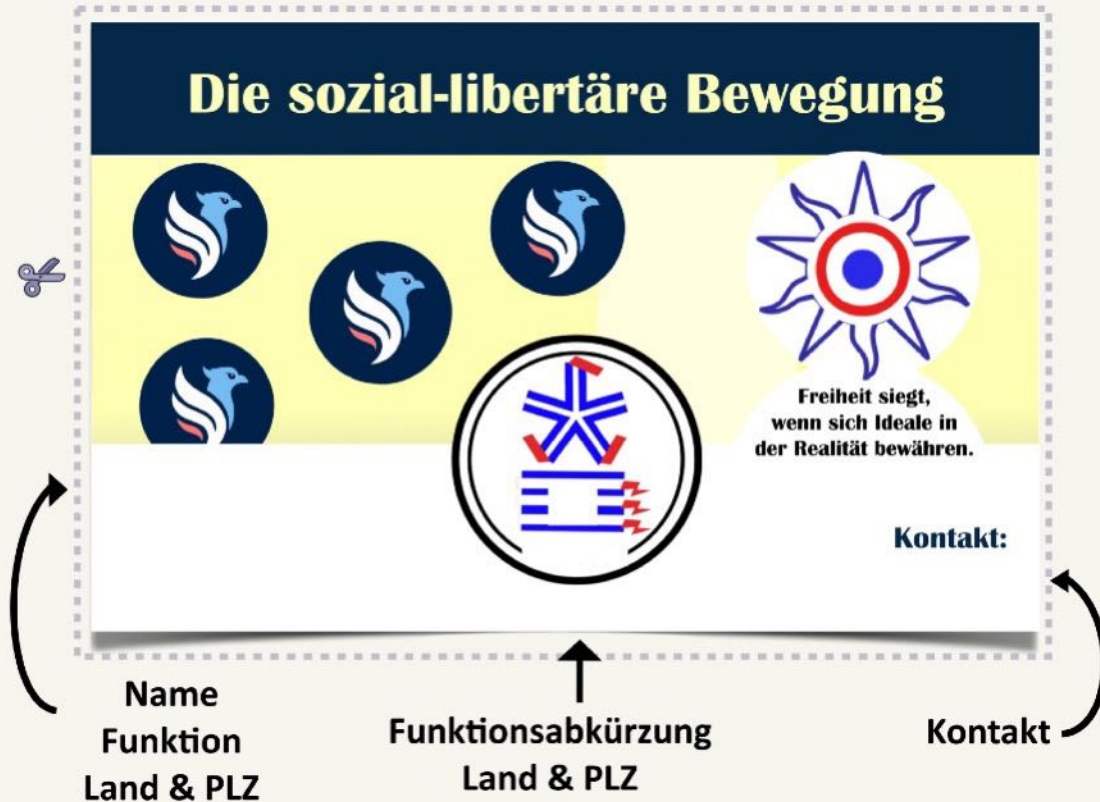 Die sozial-libertäre Bewegung
Freiheit siegt,
wenn sich Ideale in
der Realität bewähren.
Kontakt:
Name
Funktion
Land & PLZ
Funktionsabkürzung
Land & PLZ
Kontakt